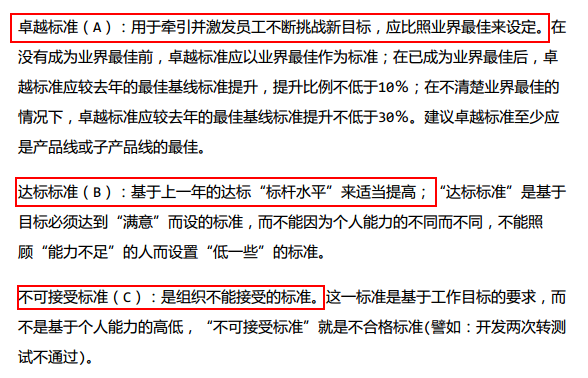 卓越标准（A）：用于牵引并激发员工不断挑战新目标，应比照业界最佳来设定。在
没有成为业界最佳前，卓越标准应以业界最佳作为标准；在已成为业界最佳后，卓
越标准应较去年的最佳基线标准提升，提升比例不低于10％；在不清楚业界最佳的
情况下，卓越标准应较去年的最佳基线标准提升不低于30％。建议卓越标准至少应
是产品线或子产品线的最佳。
达标标准（B）：基于上一年的达标“标杆水平”来适当提高；“达标标准”是基于
目标必须达到“满意”而设的标准，而不能因为个人能力的不同而不同，不能照
顾“能力不足”的人而设置“低一些”的标准。
不可接受标准（C）：是组织不能接受的标准。这一标准是基于工作目标的要求，而
不是基于个人能力的高低，“不可接受标准”就是不合格标准(譬如：开发两次转测
试不通过)。